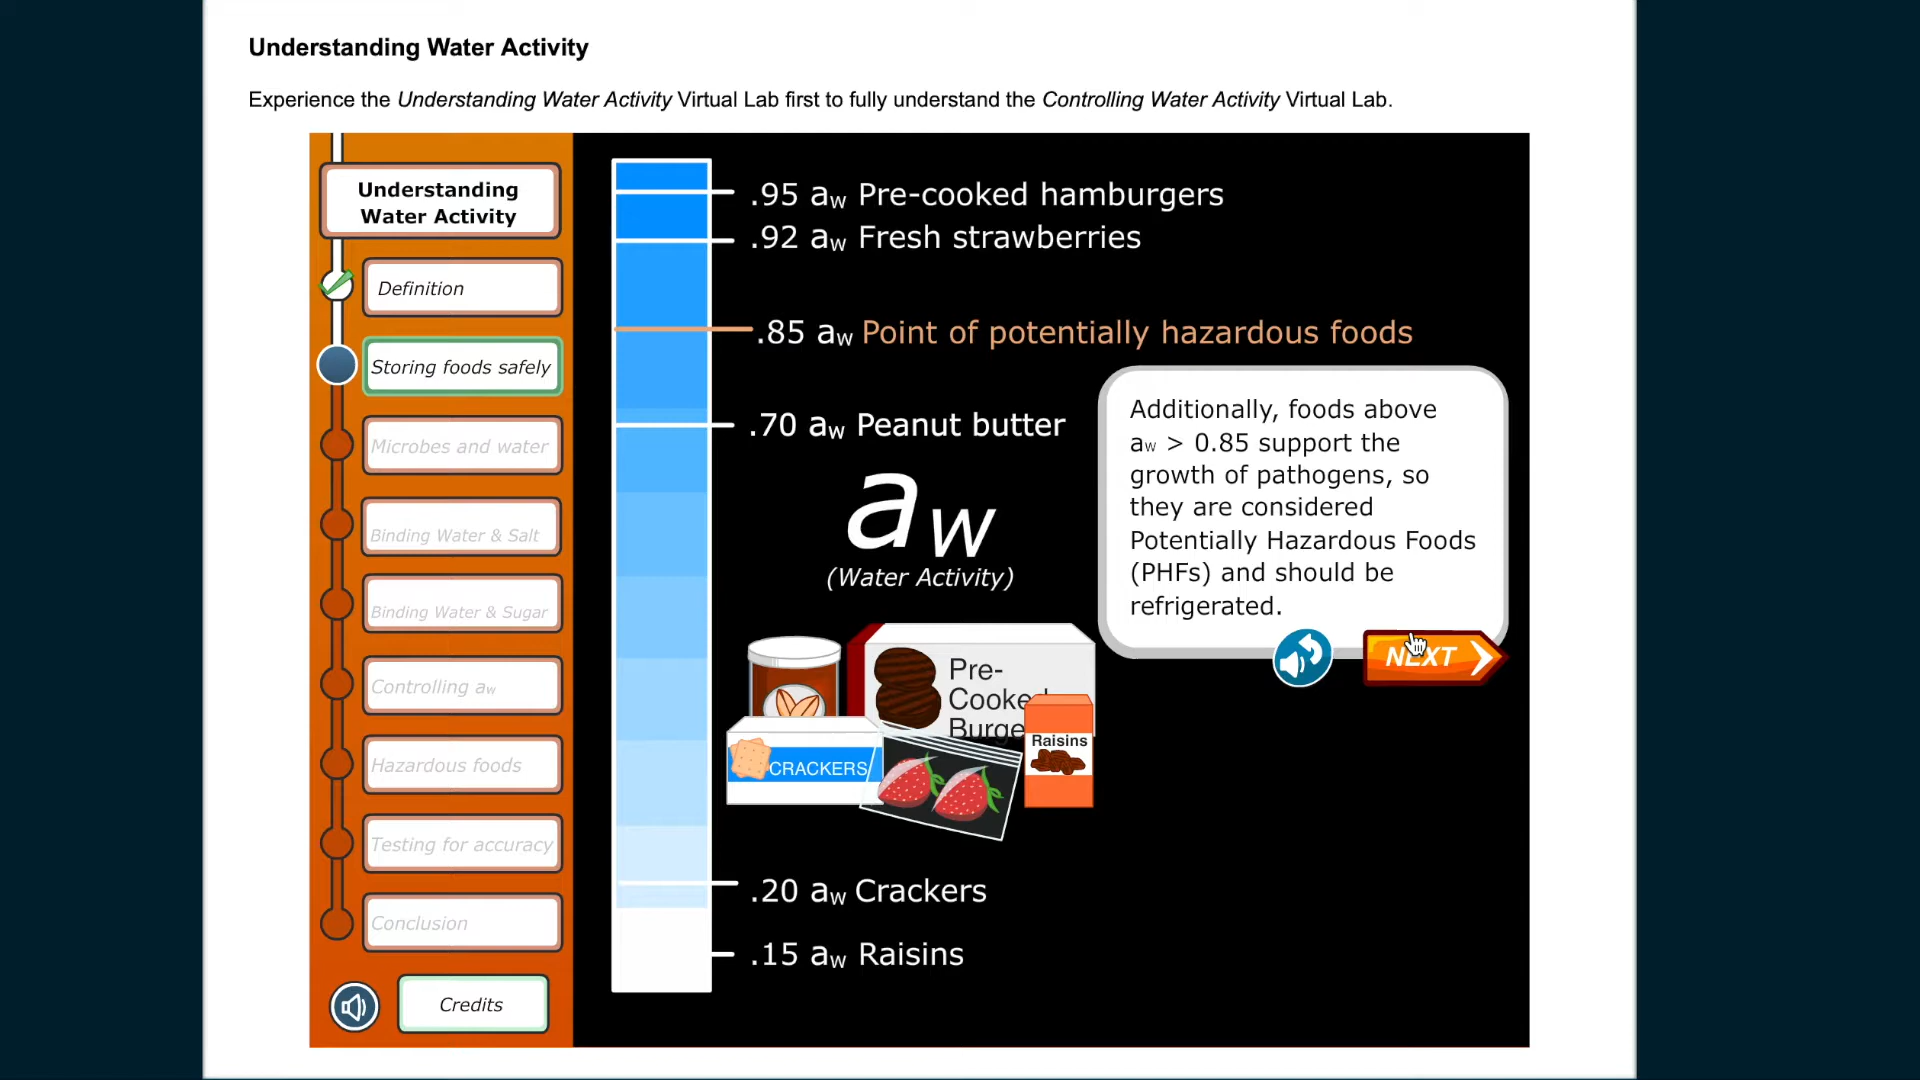 Understanding Water Activity
Experience the Understanding Water Activity Virtual Lab first to fully understand the Controlling Water Activity Virtual Lab.
Understanding
Water Activity
Definition
Storing foods safely
Microbes and water
Binding Water & Salt
Binding Water & Sugar
Controlling aw
Hazardous foods
Testing for accuracy
Conclusion
Credits
.95 aw Pre-cooked hamburgers
.92 aw Fresh strawberries
.85 aw Point of potentially hazardous foods
.70 aw Peanut butter
aw
(Water Activity)
Additionally, foods above
aw > 0.85 support the
growth of pathogens, so
they are considered
Potentially Hazardous Foods
(PHFs) and should be
refrigerated.
NEXT
Pre-
Cooked
Burge
Raisins
CRACKERS
.20 aw Crackers
.15 aw Raisins